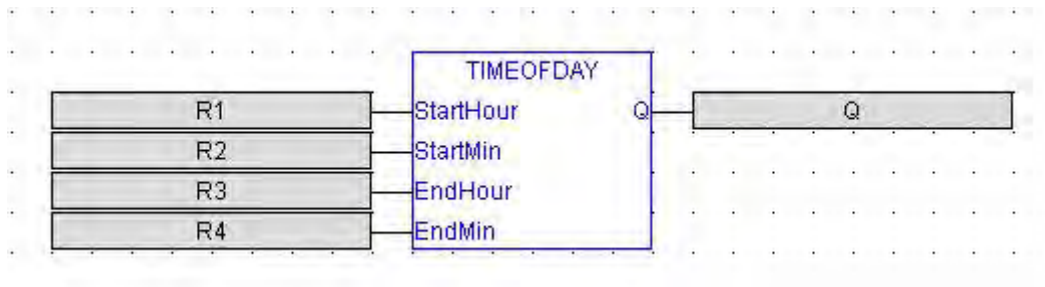 TIMEOFDAY
R1 StartHour Q Q
R2 StartMin
R3 EndHour
R4 EndMin